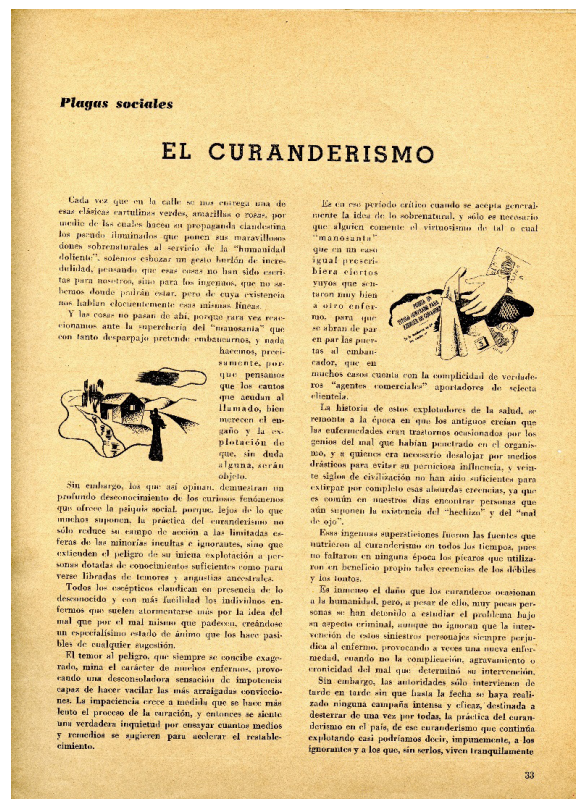 Plagas sociales
EL CURANDERISMO
Cada vez que en la calle se nos entrega una de
esas clásicas cartulinas verdes, amarillas o rosas, por
medio de las cuales hacen su propaganda clandestina
los pseudo iluminados que ponen sus maravillosos
dones sobrenaturales al servicio de la "humanidad
doliente", solemos esbozar un gesto burlón de incre-
dulidad, pensando que esas cosas no han sido escri-
tas para nosotros, sino para los ingenuos, que no sa-
bemos donde podrán estar, pero de cuya existencia
nos hablan elocuentemente esas mismas líneas.
Y las cosas no pasan de ahí, porque rara vez reac-
cionamos ante la superchería del "manosanta" que
con tanto desparpajo pretende embaucarnos, y nada
hacemos, preci-
samente, por-
que pensamos
que los cautos
que acudan al
llamado, bien
merecen el en-
gaño y la ex-
plotación de
que, sin duda
alguna, serán
objeto.
Sin embargo, los que así opinan, demuestran un
profundo desconocimiento de los curiosos fenómenos
que ofrece la psiquis social, porque, lejos de lo que
muchos suponen, la práctica del curanderismo no
sólo reduce su campo de acción a las limitadas es-
feras de las minorías incultas e ignorantes, sino que
extienden el peligro de su inicua explotación a per-
sonas dotadas de conocimientos suficientes como para
verse libradas de temores y angustias ancestrales.
Todos los escépticos claudican en presencia de lo
desconocido y con más facilidad los individuos en-
fermos que suelen atormentarse más por la idea del
mal que por el mal mismo que padecen, creándose
un especialísimo estado de ánimo que los hace pasi-
bles de cualquier sugestión.
El temor al peligro, que siempre se concibe exage-
rado, mina el carácter de muchos enfermos, provo-
cando una desconsoladora sensación de impotencia
capaz de hacer vacilar las más arraigadas conviccio-
nes. La impaciencia crece a medida que se hace más
lento el proceso de la curación, y entonces se siente
una verdadera inquietud por ensayar cuantos medios
y remedios se sugieren para acelerar el restable-
cimiento.
Es en ese período crítico cuando se acepta general-
mente la idea de lo sobrenatural, y sólo es necesario
que alguien comente el virtuosismo de tal o cual
"manosanta"
que en un caso
igual prescri-
biera ciertos
yuyos que sen-
taron muy bien
a otro enfer-
mo, para que
se abran de par
en par las puer-
tas al embau-
cador, que en
muchos casos cuenta con la complicidad de verdade-
ros "agentes comerciales" aportadores de selecta
clientela.
La historia de estos explotadores de la salud, se
remonta a la época en que los antiguos creían que
las enfermedades eran trastornos ocasionados por los
genios del mal que habían penetrado en el organis-
mo, y a quienes era necesario desalojar por medios
drásticos para evitar su perniciosa influencia, y vein-
te siglos de civilización no han sido suficientes para
extirpar por completo esas absurdas creencias, ya que
es común en nuestros días encontrar personas que
aún suponen la existencia del "hechizo" y del "mal
de ojo".
Esas ingenuas supersticiones fueron las fuentes que
nutrieron al curanderismo en todos los tiempos, pues
no faltaron en ninguna época los pícaros que utiliza-
ron en beneficio propio tales creencias de los débiles
y los tontos.
Es inmenso el daño que los curanderos ocasionan
a la humanidad, pero, a pesar de ello, muy pocas per-
sonas se han detenido a estudiar el problema bajo
su aspecto criminal, aunque no ignoran que la inter-
vención de estos siniestros personajes siempre perju-
dica al enfermo, provocando a veces una nueva enfer-
medad, cuando no la complicación, agravamiento o
cronicidad del mal que determinó su intervención.
Sin embargo, las autoridades sólo intervienen de
tarde en tarde sin que hasta la fecha se haya reali-
zado ninguna campaña intensa y eficaz, destinada a
desterrar de una vez por todas, la práctica del curan-
derismo en el país, de ese curanderismo que continúa
explotando casi podríamos decir, impunemente, a los
ignorantes y a los que, sin serlos, viven tranquilamente
33